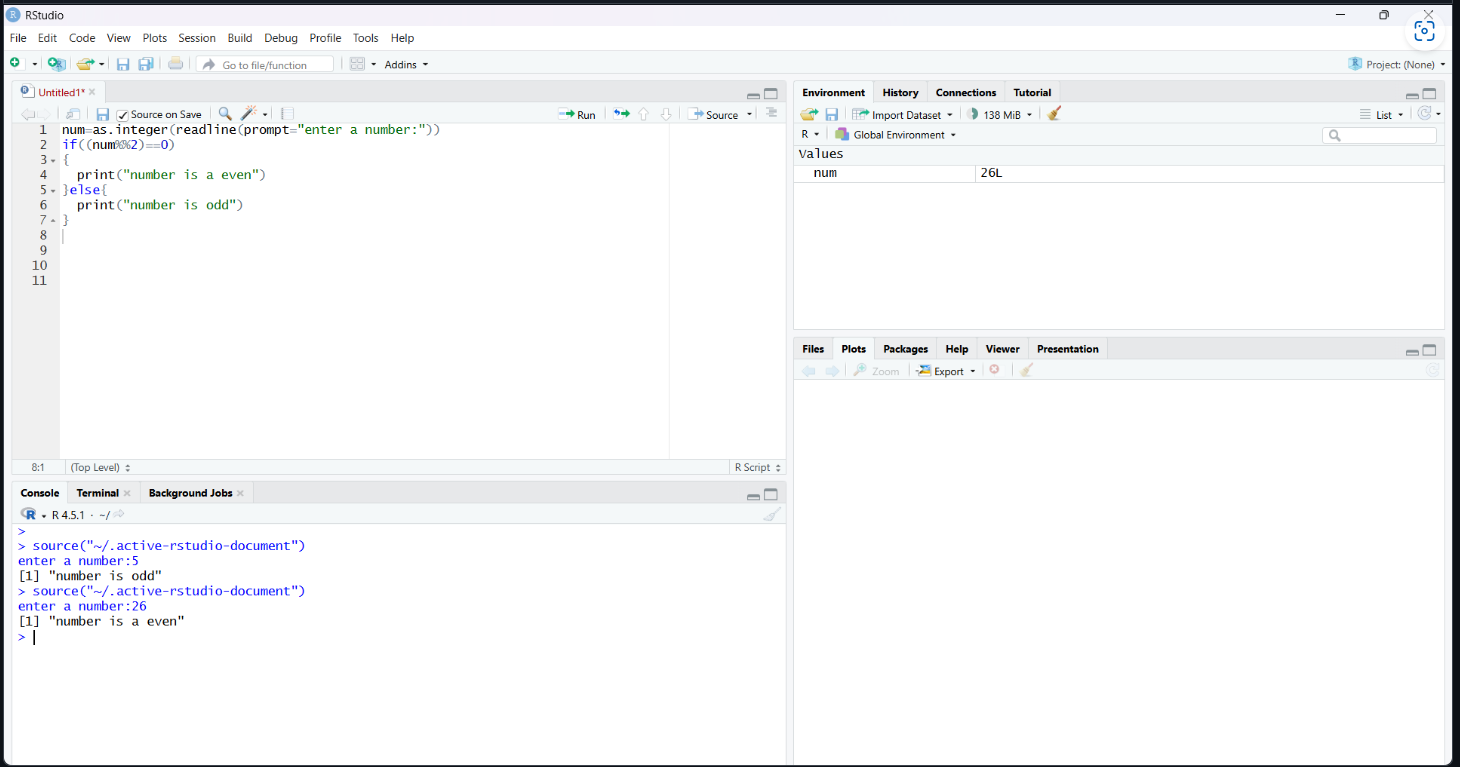 RStudio
File Edit Code View Plots Session Build Debug Profile Tools Help
Go to file/function Addins Project: (None)
Untitled1*
Source on Save Run Source
1 num=as.integer(readline(prompt="enter a number:"))
2 if((num%%2)==0)
3 {
4 print("number is a even")
5 }else{
6 print("number is odd")
7 }
8
9
10
11
8:1 (Top Level) R Script
Console Terminal Background Jobs
R 4.5.1 · ~/
>
> source("~/.active-rstudio-document")
enter a number:5
[1] "number is odd"
> source("~/.active-rstudio-document")
enter a number:26
[1] "number is a even"
>
Environment History Connections Tutorial
Import Dataset 138 MiB List
R Global Environment
Values
num 26L
Files Plots Packages Help Viewer Presentation
Zoom Export